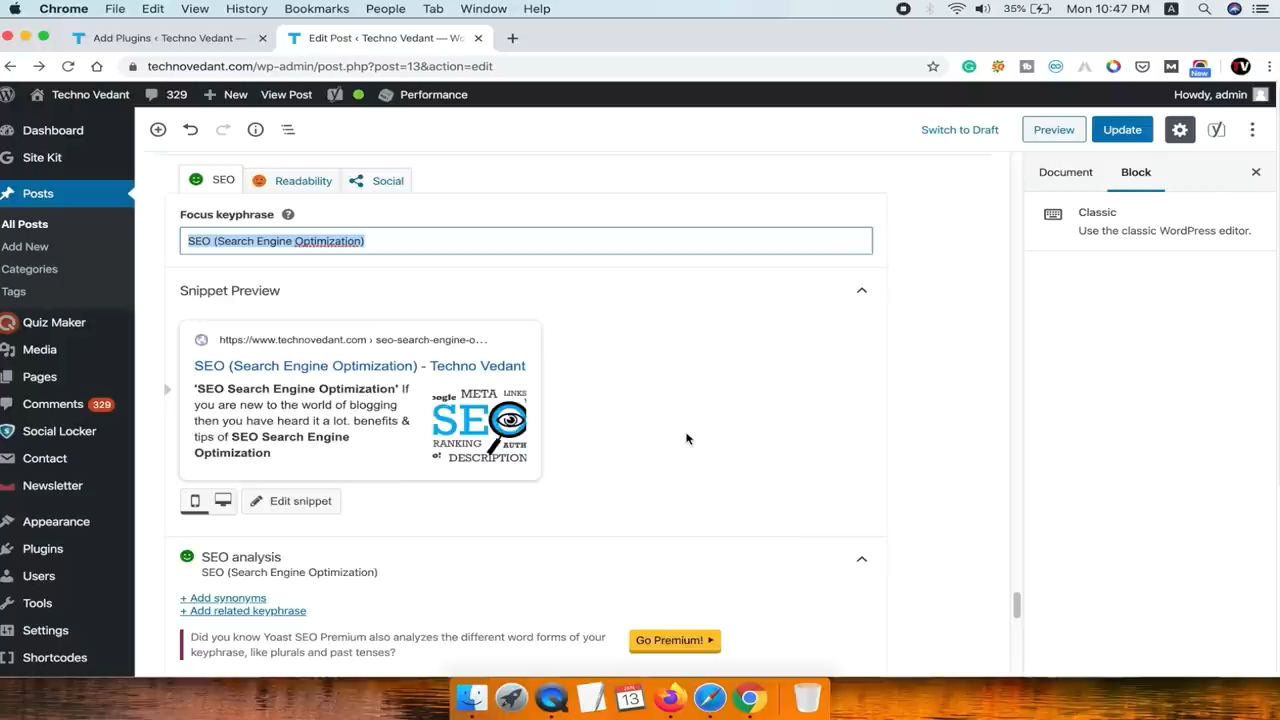 Chrome File Edit View History Bookmarks People Tab Window Help 35% Mon 10:47 PM A
Add Plugins ‹ Techno Vedant —
Edit Post ‹ Techno Vedant — Wo
technovedant.com/wp-admin/post.php?post=13&action=edit
New
Techno Vedant 329 New View Post Performance Howdy, admin
Switch to Draft Preview Update
Dashboard
Site Kit
Posts
All Posts
Add New
Categories
Tags
Quiz Maker
Media
Pages
Comments 329
Social Locker
Contact
Newsletter
Appearance
Plugins
Users
Tools
Settings
Shortcodes
SEO Readability Social
Focus keyphrase ?
SEO (Search Engine Optimization)
Snippet Preview
https://www.technovedant.com › seo-search-engine-o…
SEO (Search Engine Optimization) - Techno Vedant
'SEO Search Engine Optimization' If
you are new to the world of blogging
then you have heard it a lot. benefits &
tips of SEO Search Engine
Optimization
oogle META LINKS
SEO
RANKING AUTH
DESCRIPTION
Edit snippet
SEO analysis
SEO (Search Engine Optimization)
+ Add synonyms
+ Add related keyphrase
Did you know Yoast SEO Premium also analyzes the different word forms of your
keyphrase, like plurals and past tenses?
Go Premium!
Document Block
Classic
Use the classic WordPress editor.
JAN
13